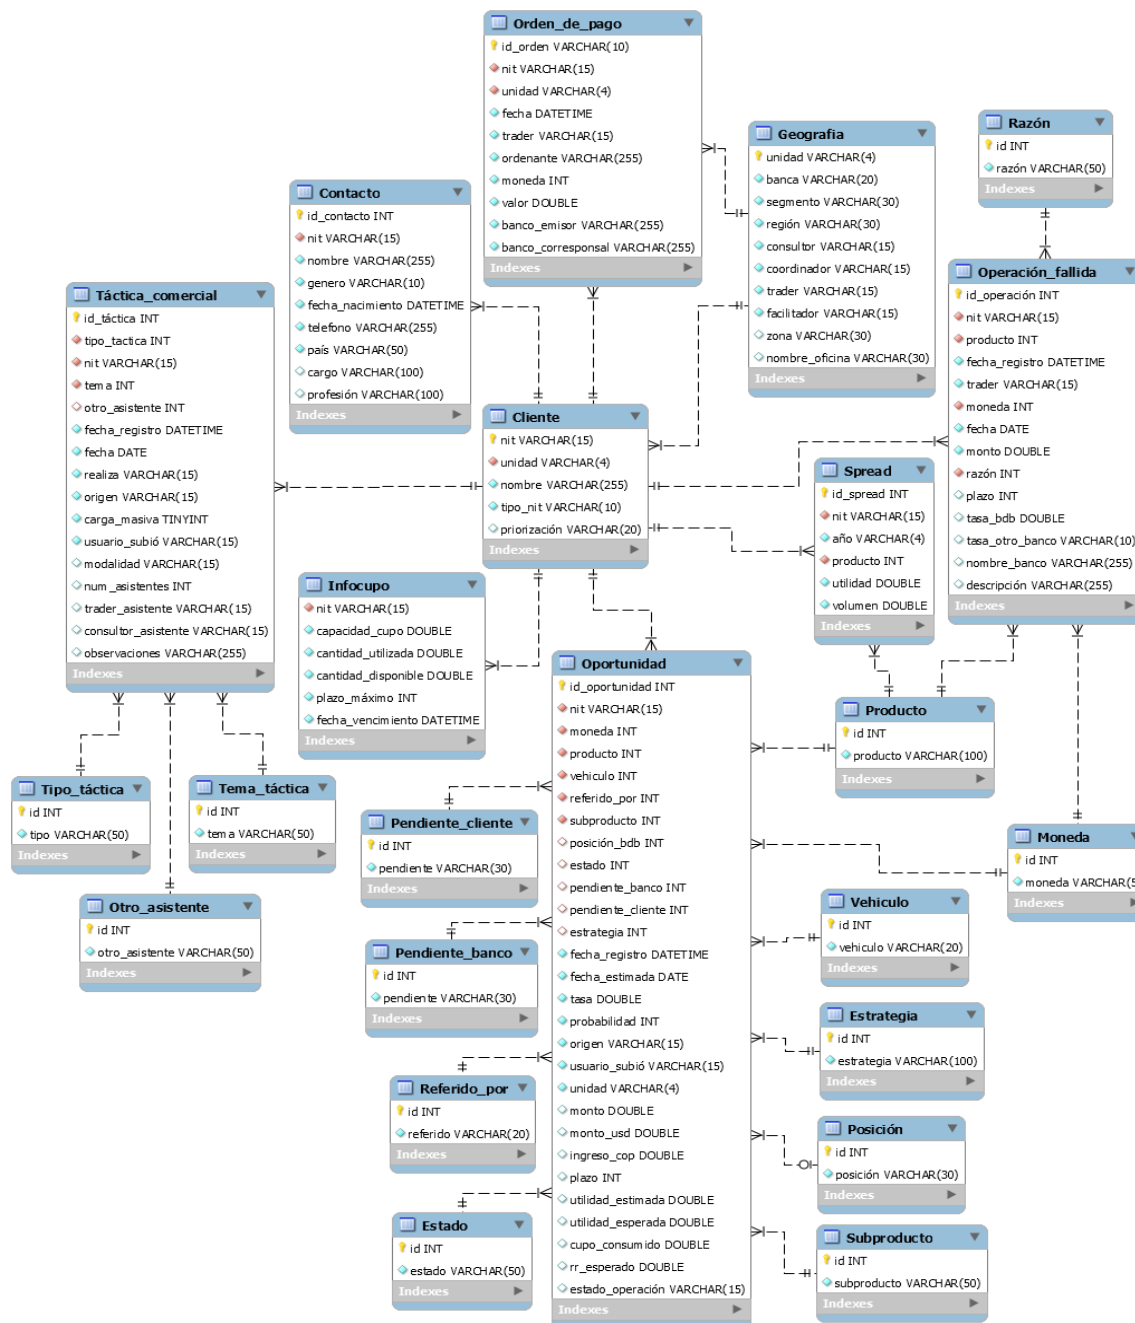 Orden_de_pago
id_orden VARCHAR(10)
nit VARCHAR(15)
unidad VARCHAR(4)
fecha DATETIME
trader VARCHAR(15)
ordenante VARCHAR(255)
moneda INT
valor DOUBLE
banco_emisor VARCHAR(255)
banco_corresponsal VARCHAR(255)
Indexes
Geografia
unidad VARCHAR(4)
banca VARCHAR(20)
segmento VARCHAR(30)
región VARCHAR(30)
consultor VARCHAR(15)
coordinador VARCHAR(15)
trader VARCHAR(15)
facilitador VARCHAR(15)
zona VARCHAR(30)
nombre_oficina VARCHAR(30)
Indexes
Razón
id INT
razón VARCHAR(50)
Indexes
Contacto
id_contacto INT
nit VARCHAR(15)
nombre VARCHAR(255)
genero VARCHAR(10)
fecha_nacimiento DATETIME
telefono VARCHAR(255)
país VARCHAR(50)
cargo VARCHAR(100)
profesión VARCHAR(100)
Indexes
Táctica_comercial
id_táctica INT
tipo_tactica INT
nit VARCHAR(15)
tema INT
otro_asistente INT
fecha_registro DATETIME
fecha DATE
realiza VARCHAR(15)
origen VARCHAR(15)
carga_masiva TINYINT
usuario_subió VARCHAR(15)
modalidad VARCHAR(15)
num_asistentes INT
trader_asistente VARCHAR(15)
consultor_asistente VARCHAR(15)
observaciones VARCHAR(255)
Indexes
Cliente
nit VARCHAR(15)
unidad VARCHAR(4)
nombre VARCHAR(255)
tipo_nit VARCHAR(10)
priorización VARCHAR(20)
Indexes
Operación_fallida
id_operación INT
nit VARCHAR(15)
producto INT
fecha_registro DATETIME
trader VARCHAR(15)
moneda INT
fecha DATE
monto DOUBLE
razón INT
plazo INT
tasa_bdb DOUBLE
tasa_otro_banco VARCHAR(10)
nombre_banco VARCHAR(255)
descripción VARCHAR(255)
Indexes
Spread
id_spread INT
nit VARCHAR(15)
año VARCHAR(4)
producto INT
utilidad DOUBLE
volumen DOUBLE
Indexes
Infocupo
nit VARCHAR(15)
capacidad_cupo DOUBLE
cantidad_utilizada DOUBLE
cantidad_disponible DOUBLE
plazo_máximo INT
fecha_vencimiento DATETIME
Indexes
Oportunidad
id_oportunidad INT
nit VARCHAR(15)
moneda INT
producto INT
vehiculo INT
referido_por INT
subproducto INT
posición_bdb INT
estado INT
pendiente_banco INT
pendiente_cliente INT
estrategia INT
fecha_registro DATETIME
fecha_estimada DATE
tasa DOUBLE
probabilidad INT
origen VARCHAR(15)
usuario_subió VARCHAR(15)
unidad VARCHAR(4)
monto DOUBLE
monto_usd DOUBLE
ingreso_cop DOUBLE
plazo INT
utilidad_estimada DOUBLE
utilidad_esperada DOUBLE
cupo_consumido DOUBLE
rr_esperado DOUBLE
estado_operación VARCHAR(15)
Indexes
Producto
id INT
producto VARCHAR(100)
Indexes
Tipo_táctica
id INT
tipo VARCHAR(50)
Indexes
Tema_táctica
id INT
tema VARCHAR(50)
Indexes
Otro_asistente
id INT
otro_asistente VARCHAR(50)
Indexes
Pendiente_cliente
id INT
pendiente VARCHAR(30)
Indexes
Pendiente_banco
id INT
pendiente VARCHAR(30)
Indexes
Referido_por
id INT
referido VARCHAR(20)
Indexes
Estado
id INT
estado VARCHAR(50)
Indexes
Moneda
id INT
moneda VARCHAR(5
Indexes
Vehiculo
id INT
vehiculo VARCHAR(20)
Indexes
Estrategia
id INT
estrategia VARCHAR(100)
Indexes
Posición
id INT
posición VARCHAR(30)
Indexes
Subproducto
id INT
subproducto VARCHAR(50)
Indexes